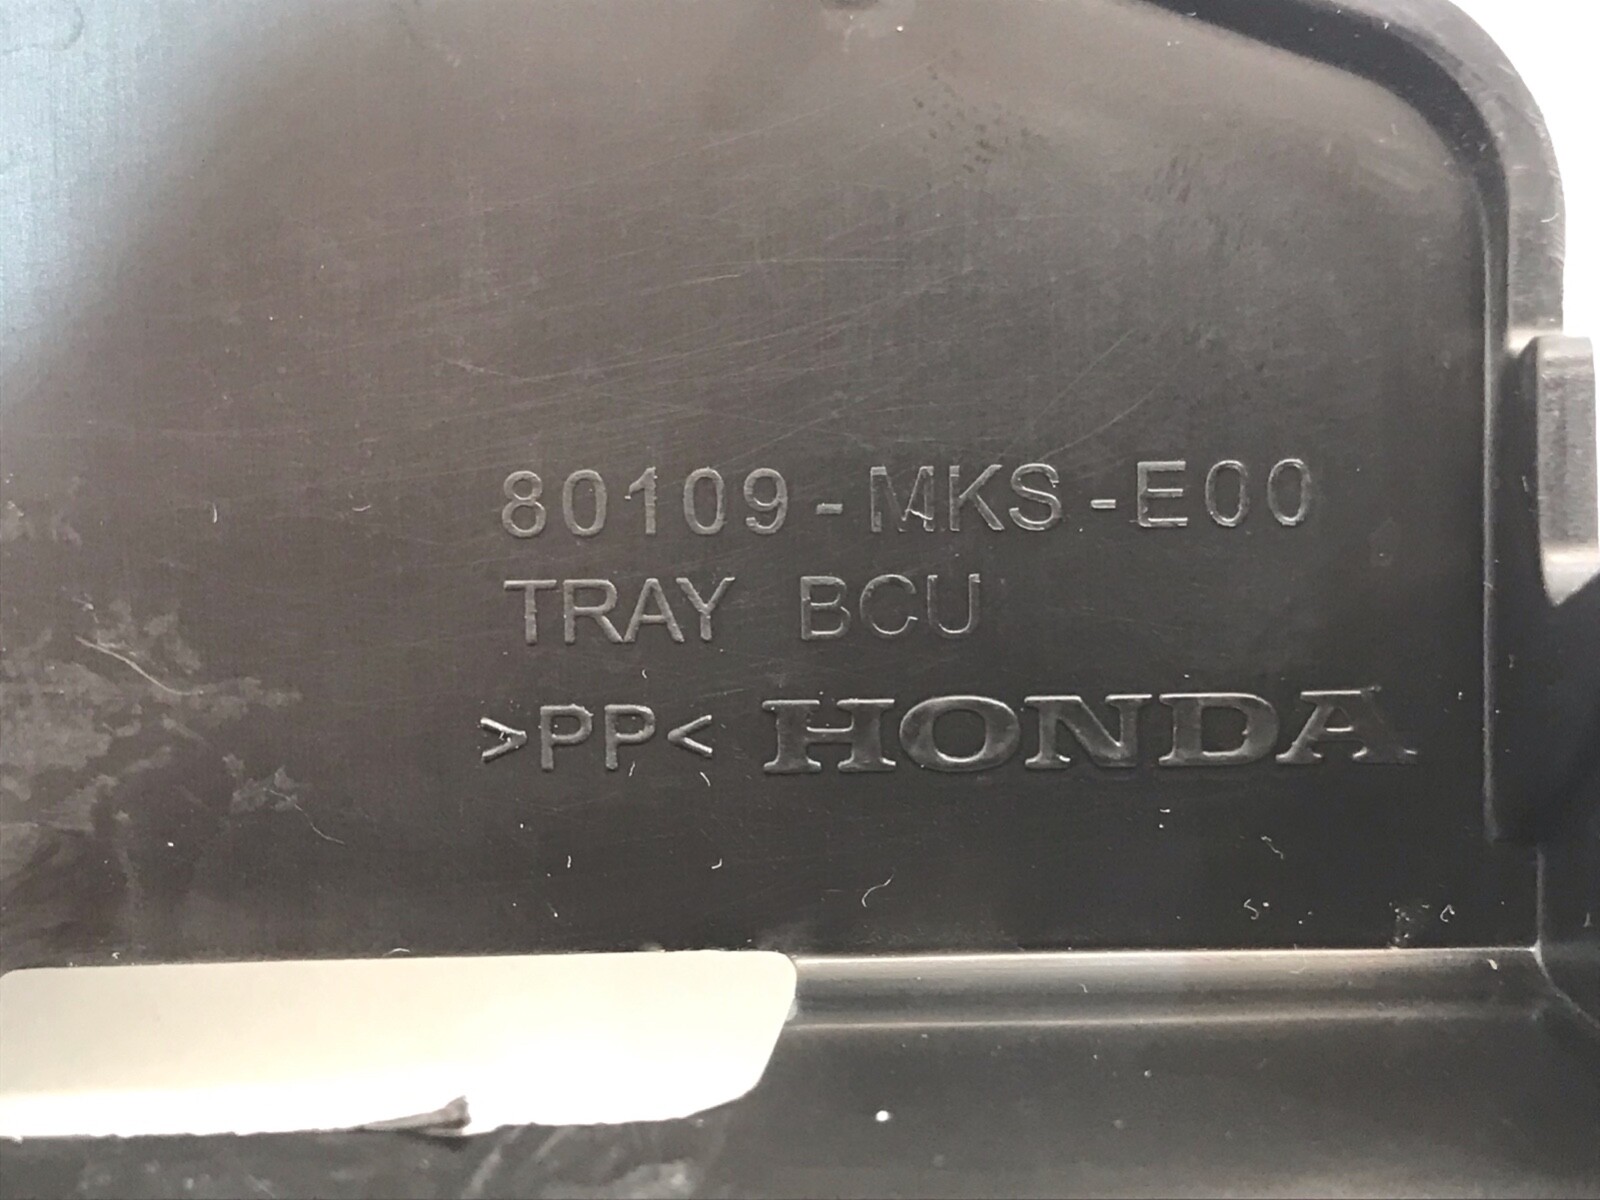 80109-MKS-E00
TRAY BCU
>PP< HONDA